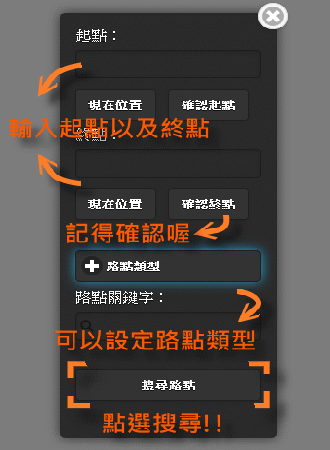 起點：
現在位置 確認起點
輸入起點以及終點
終點：
現在位置 確認終點
記得確認喔
路點類型
路點關鍵字：
可以設定路點類型
搜尋路點
點選搜尋!!